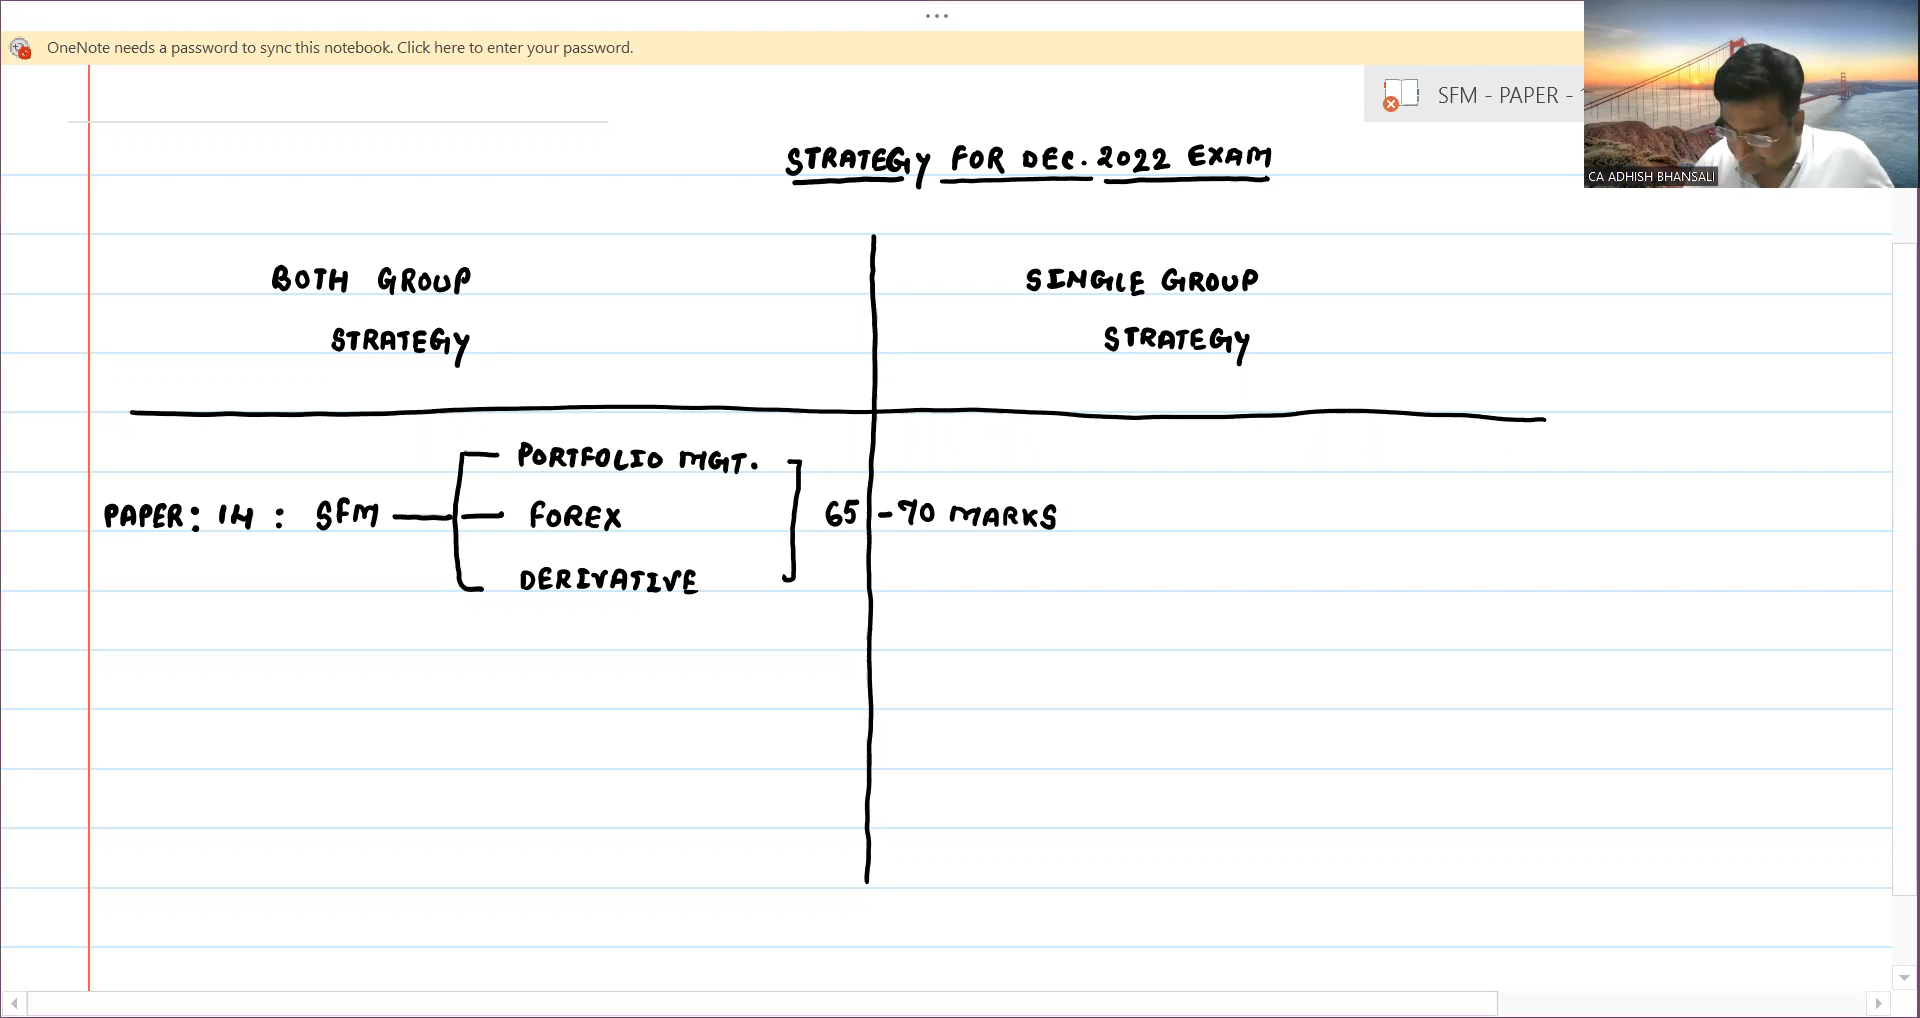 OneNote needs a password to sync this notebook. Click here to enter your password.
SFM - PAPER -
CA ADHISH BHANSALI
STRATEGY FOR DEC. 2022 EXAM
BOTH GROUP
STRATEGY
SINGLE GROUP
STRATEGY
PORTFOLIO MGT.
PAPER: 14 : SFM FOREX 65 - 70 MARKS
DERIVATIVE